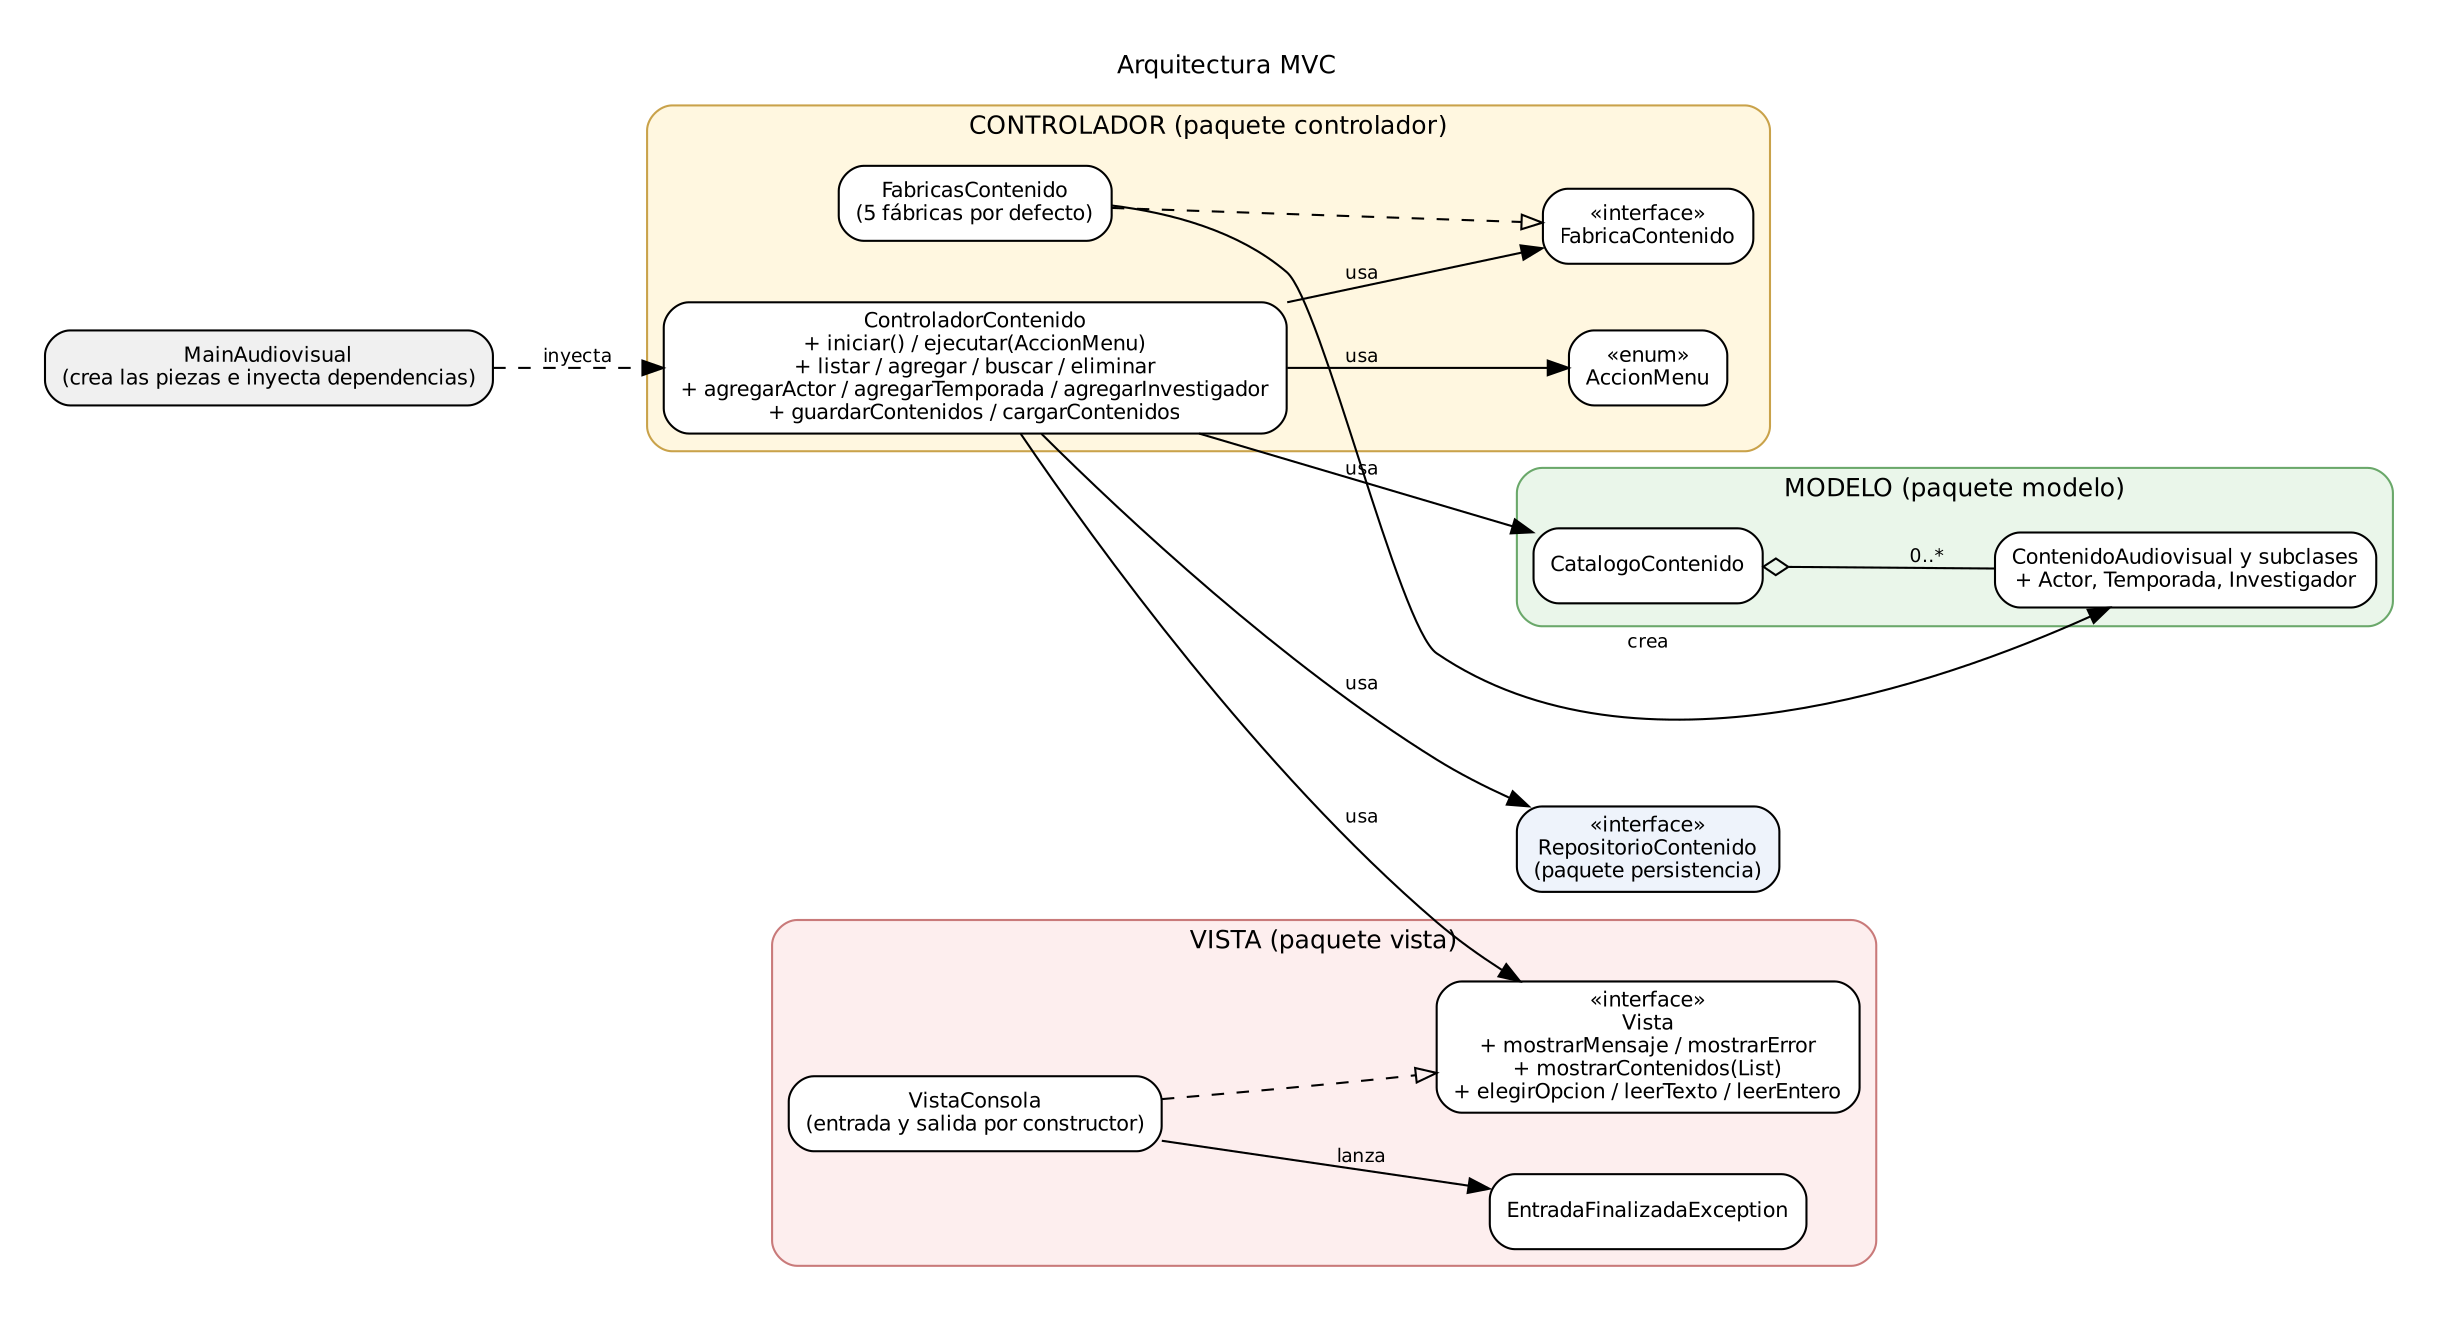 Arquitectura MVC
CONTROLADOR (paquete controlador)
FabricasContenido
(5 fábricas por defecto)
«interface»
FabricaContenido
usa
MainAudiovisual
(crea las piezas e inyecta dependencias)
inyecta
ControladorContenido
+ iniciar() / ejecutar(AccionMenu)
+ listar / agregar / buscar / eliminar
+ agregarActor / agregarTemporada / agregarInvestigador
+ guardarContenidos / cargarContenidos
usa
«enum»
AccionMenu
usa
MODELO (paquete modelo)
CatalogoContenido
0..*
ContenidoAudiovisual y subclases
+ Actor, Temporada, Investigador
crea
usa
usa
«interface»
RepositorioContenido
(paquete persistencia)
VISTA (paquete vista)
«interface»
Vista
+ mostrarMensaje / mostrarError
+ mostrarContenidos(List)
+ elegirOpcion / leerTexto / leerEntero
VistaConsola
(entrada y salida por constructor)
lanza
EntradaFinalizadaException